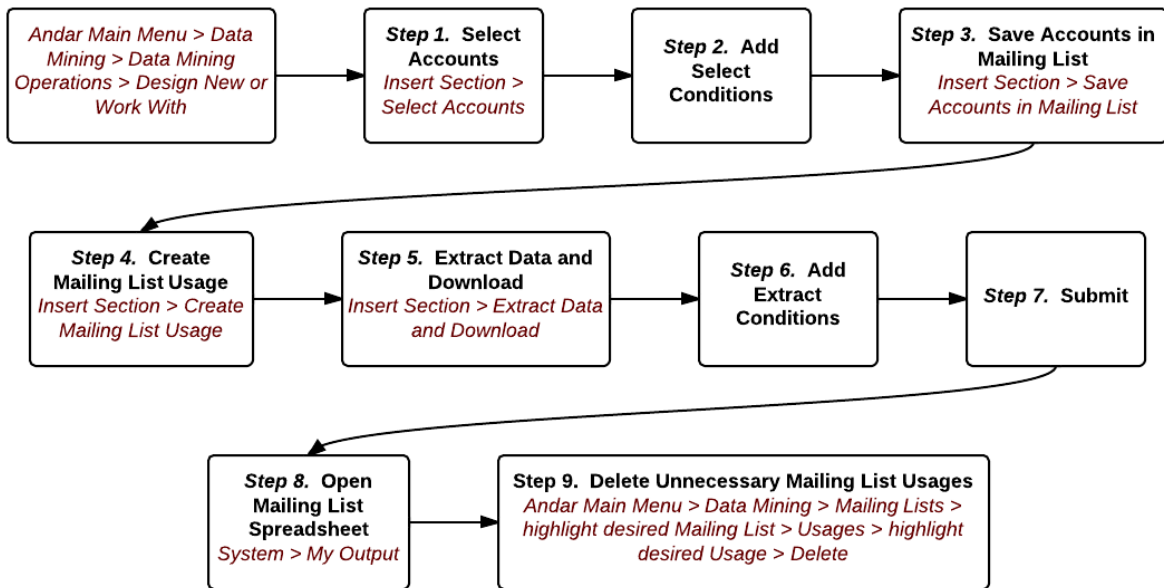 Andar Main Menu > Data
Mining > Data Mining
Operations > Design New or
Work With
Step 1. Select
Accounts
Insert Section >
Select Accounts
Step 2. Add
Select
Conditions
Step 3. Save Accounts in
Mailing List
Insert Section > Save
Accounts in Mailing List
Step 4. Create
Mailing List Usage
Insert Section > Create
Mailing List Usage
Step 5. Extract Data and
Download
Insert Section > Extract Data
and Download
Step 6. Add
Extract
Conditions
Step 7. Submit
Step 8. Open
Mailing List
Spreadsheet
System > My Output
Step 9. Delete Unnecessary Mailing List Usages
Andar Main Menu > Data Mining > Mailing Lists >
highlight desired Mailing List > Usages > highlight
desired Usage > Delete